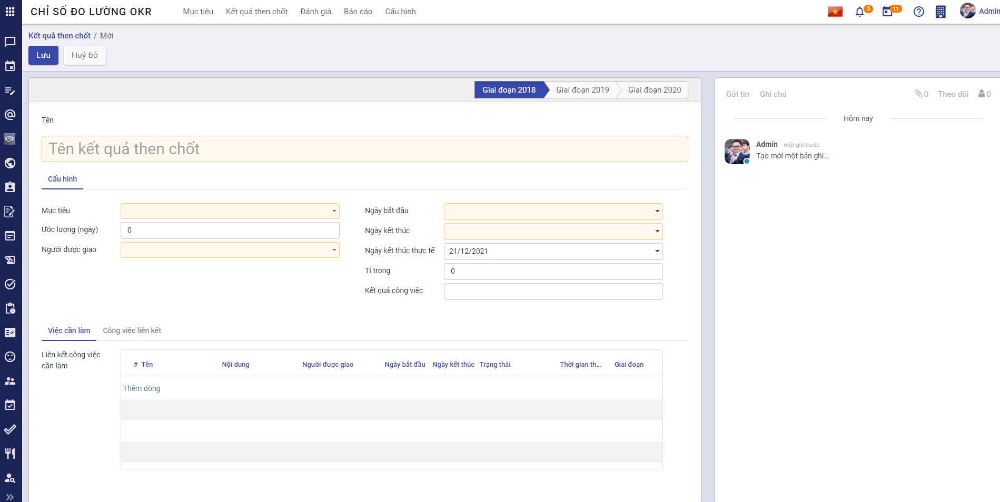 CHỈ SỐ ĐO LƯỜNG OKR Mục tiêu Kết quả then chốt Đánh giá Báo cáo Cấu hình 3 11 Admin
Kết quả then chốt / Mới
Lưu Huỷ bỏ
Giai đoạn 2018 Giai đoạn 2019 Giai đoạn 2020
Tên
Tên kết quả then chốt
Cấu hình
Mục tiêu
Ước lượng (ngày) 0
Người được giao
Ngày bắt đầu
Ngày kết thúc
Ngày kết thúc thực tế 21/12/2021
Tỉ trọng 0
Kết quả công việc
Việc cần làm Công việc liên kết
Liên kết công việc
cần làm
# Tên Nội dung Người được giao Ngày bắt đầu Ngày kết thúc Trạng thái Thời gian th... Giai đoạn
Thêm dòng
Gửi tin Ghi chú 0 Theo dõi 0
Hôm nay
Admin - một giờ trước
Tạo mới một bản ghi...